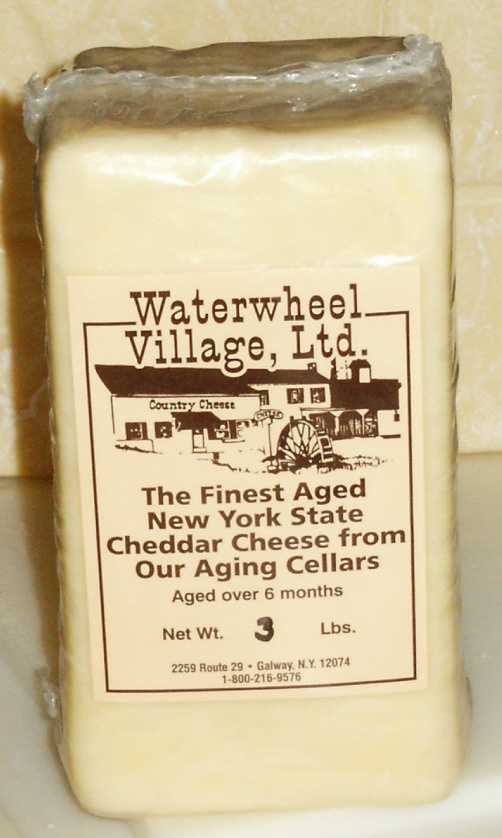 Waterwheel
Village, Ltd.
Country Cheese
CHEESE
The Finest Aged
New York State
Cheddar Cheese from
Our Aging Cellars
Aged over 6 months
Net Wt. 3 Lbs.
2259 Route 29 • Galway, N.Y. 12074
1-800-216-9576